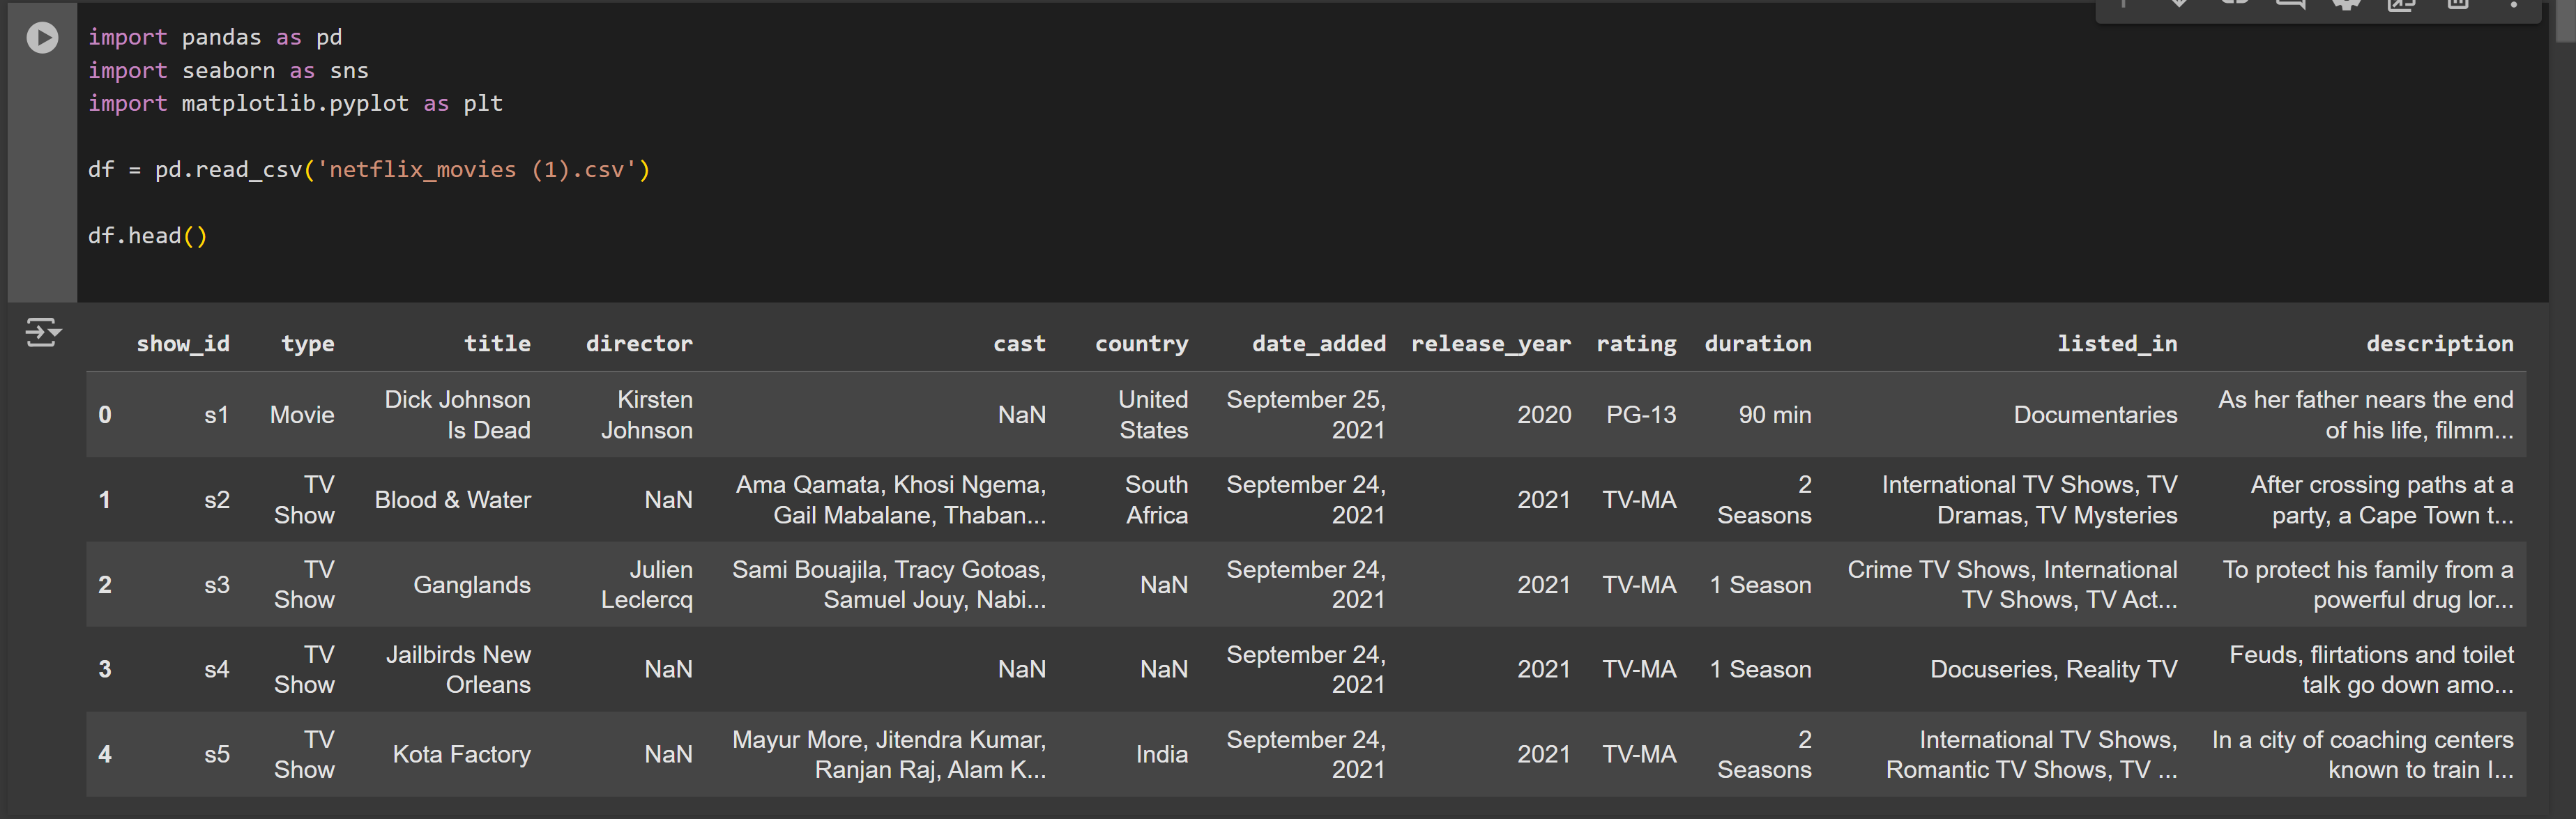 import pandas as pd
import seaborn as sns
import matplotlib.pyplot as plt
df = pd.read_csv('netflix_movies (1).csv')
df.head()
show_id type title director cast country date_added release_year rating duration listed_in description
0 s1 Movie Dick Johnson Is Dead Kirsten Johnson NaN United States September 25, 2021 2020 PG-13 90 min Documentaries As her father nears the end of his life, filmm...
1 s2 TV Show Blood & Water NaN Ama Qamata, Khosi Ngema, Gail Mabalane, Thaban... South Africa September 24, 2021 2021 TV-MA 2 Seasons International TV Shows, TV Dramas, TV Mysteries After crossing paths at a party, a Cape Town t...
2 s3 TV Show Ganglands Julien Leclercq Sami Bouajila, Tracy Gotoas, Samuel Jouy, Nabi... NaN September 24, 2021 2021 TV-MA 1 Season Crime TV Shows, International TV Shows, TV Act... To protect his family from a powerful drug lor...
3 s4 TV Show Jailbirds New Orleans NaN NaN NaN September 24, 2021 2021 TV-MA 1 Season Docuseries, Reality TV Feuds, flirtations and toilet talk go down amo...
4 s5 TV Show Kota Factory NaN Mayur More, Jitendra Kumar, Ranjan Raj, Alam K... India September 24, 2021 2021 TV-MA 2 Seasons International TV Shows, Romantic TV Shows, TV ... In a city of coaching centers known to train I...